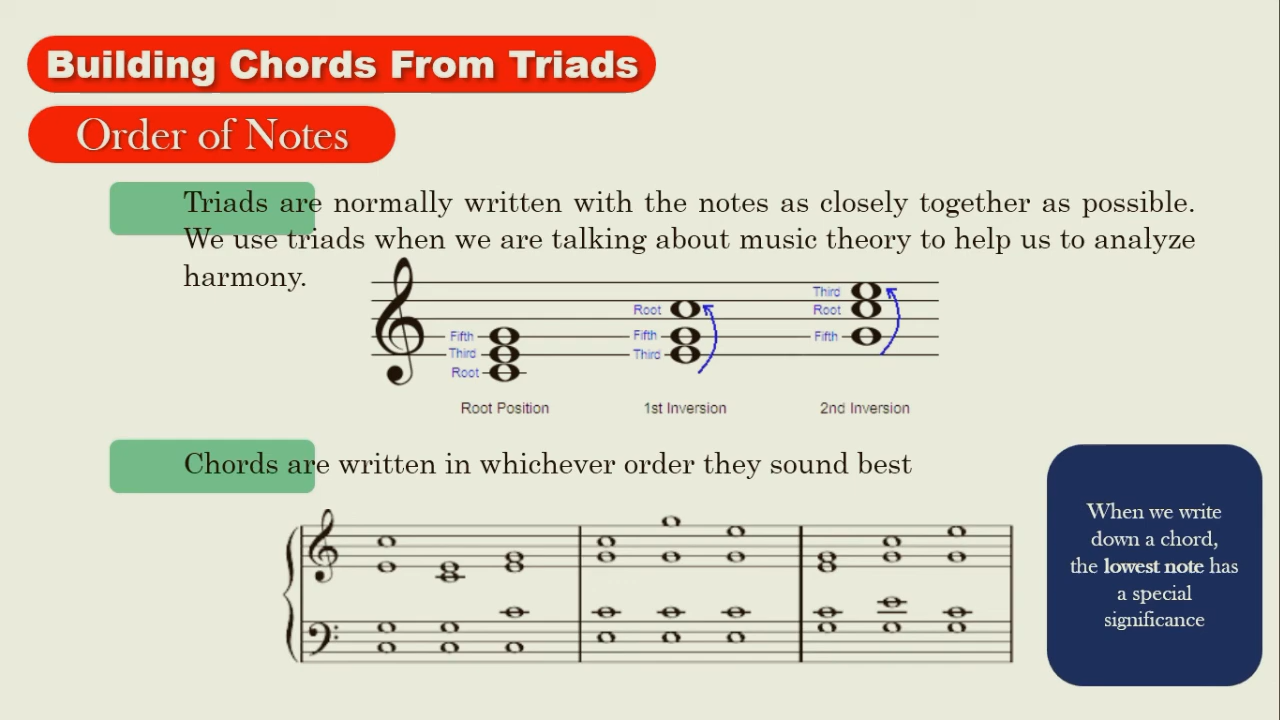 Building Chords From Triads
Order of Notes
Triads are normally written with the notes as closely together as possible.
We use triads when we are talking about music theory to help us to analyze
harmony.
Fifth
Third
Root
Root Position
Root
Fifth
Third
1st Inversion
Third
Root
Fifth
2nd Inversion
Chords are written in whichever order they sound best
When we write
down a chord,
the lowest note has
a special
significance